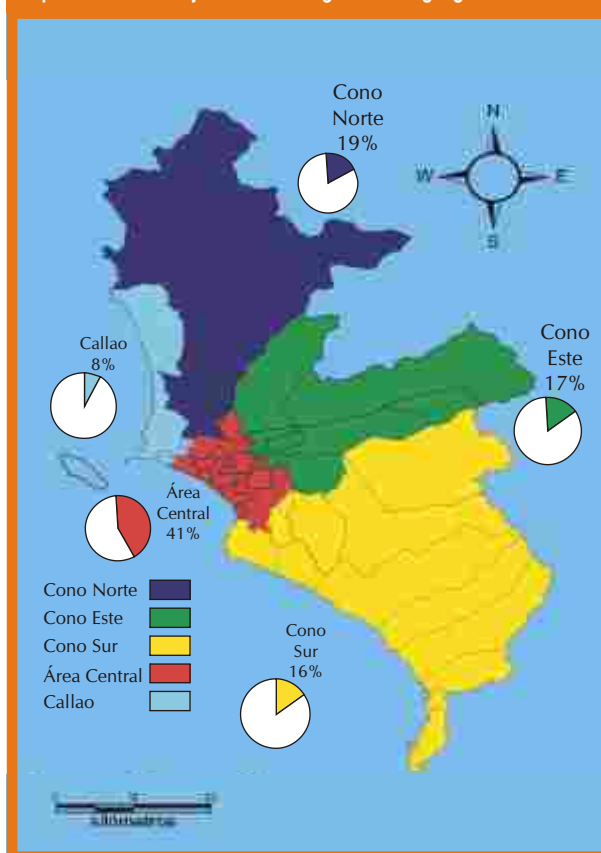 Cono
Norte
19%
N
W
E
S
Callao
8%
Cono
Este
17%
Área
Central
41%
Cono Norte
Cono Este
Cono Sur
Área Central
Callao
Cono
Sur
16%